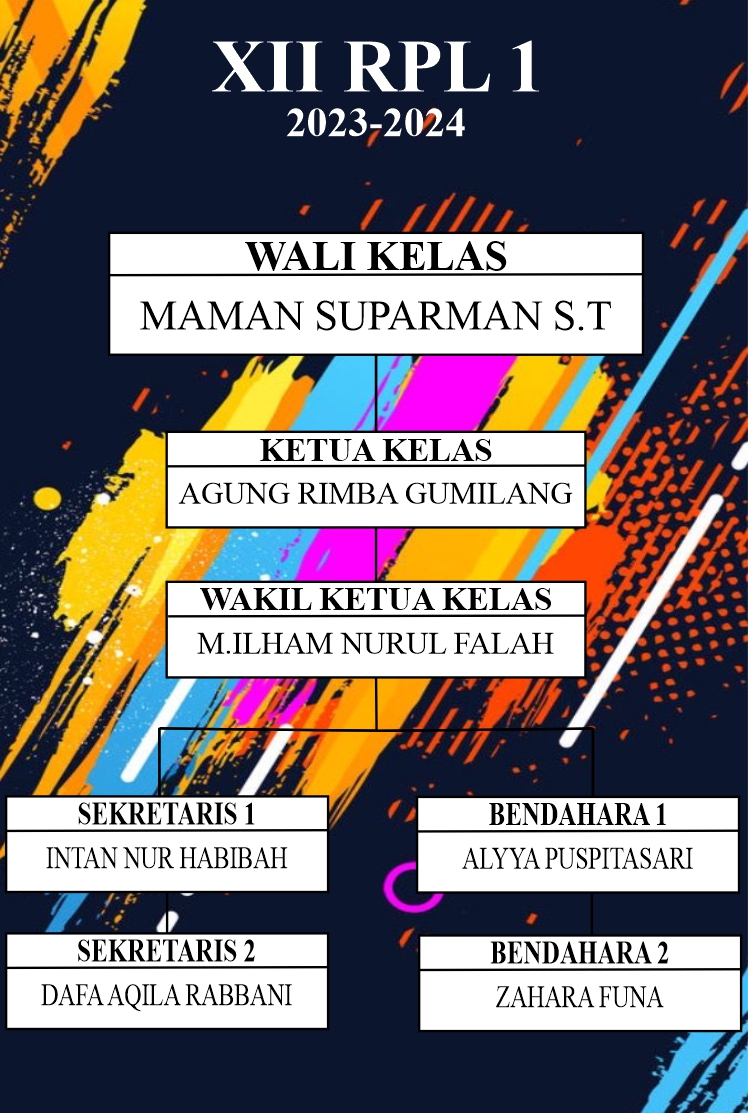 XII RPL 1
2023-2024
WALI KELAS
MAMAN SUPARMAN S.T
KETUA KELAS
AGUNG RIMBA GUMILANG
WAKIL KETUA KELAS
M.ILHAM NURUL FALAH
SEKRETARIS 1
INTAN NUR HABIBAH
BENDAHARA 1
ALYYA PUSPITASARI
SEKRETARIS 2
DAFA AQILA RABBANI
BENDAHARA 2
ZAHARA FUNA